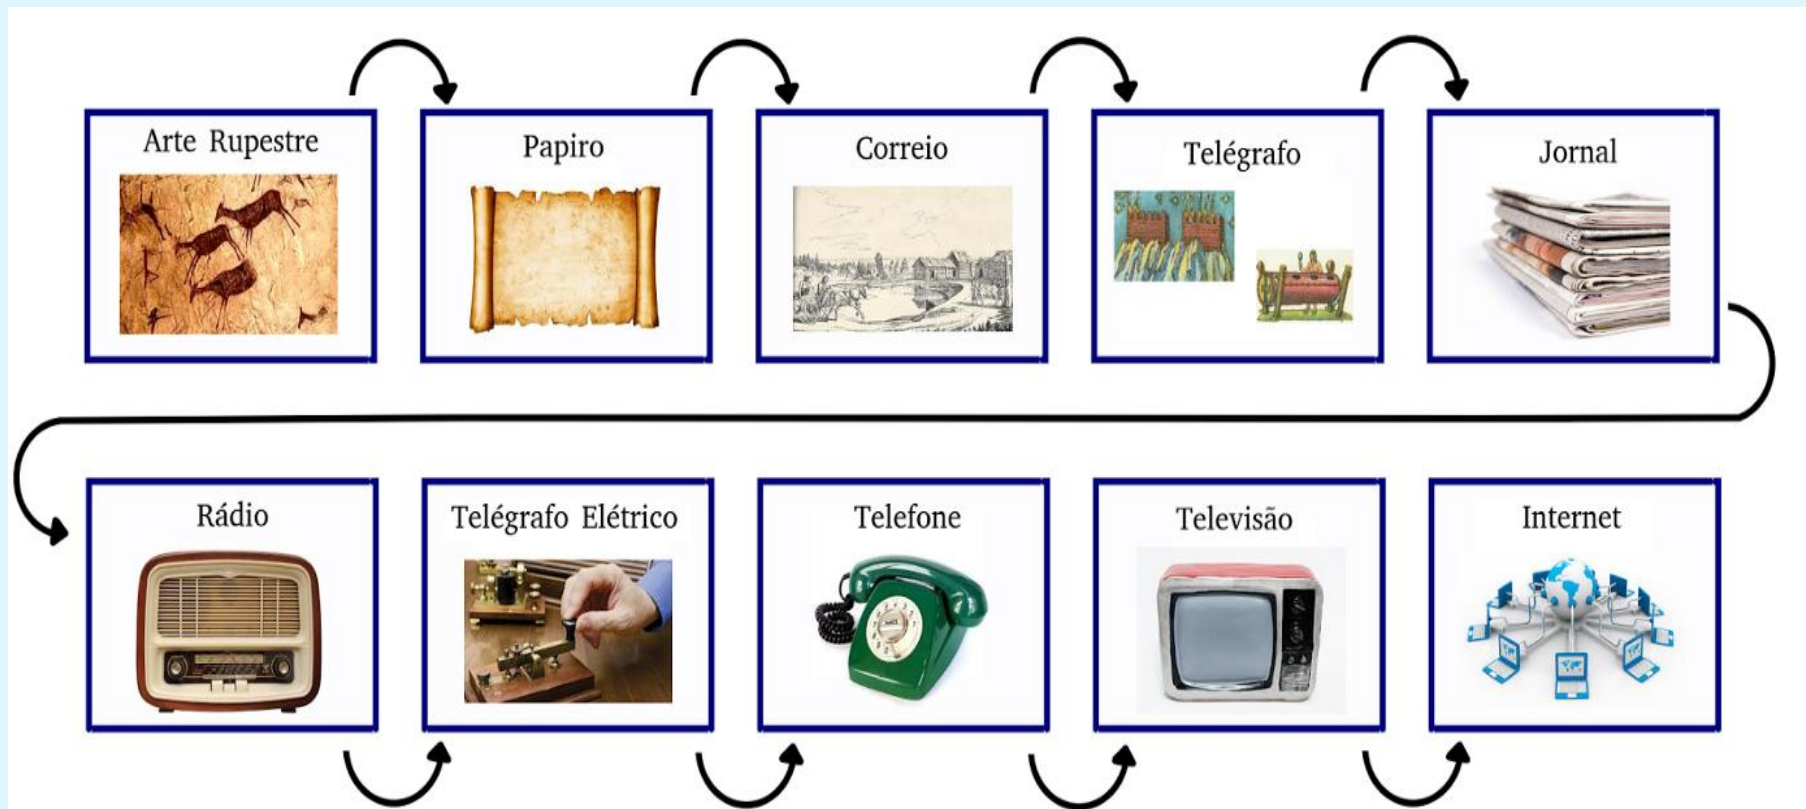 Arte Rupestre
Papiro
Correio
Telégrafo
Jornal
Rádio
Telégrafo Elétrico
Telefone
Televisão
Internet